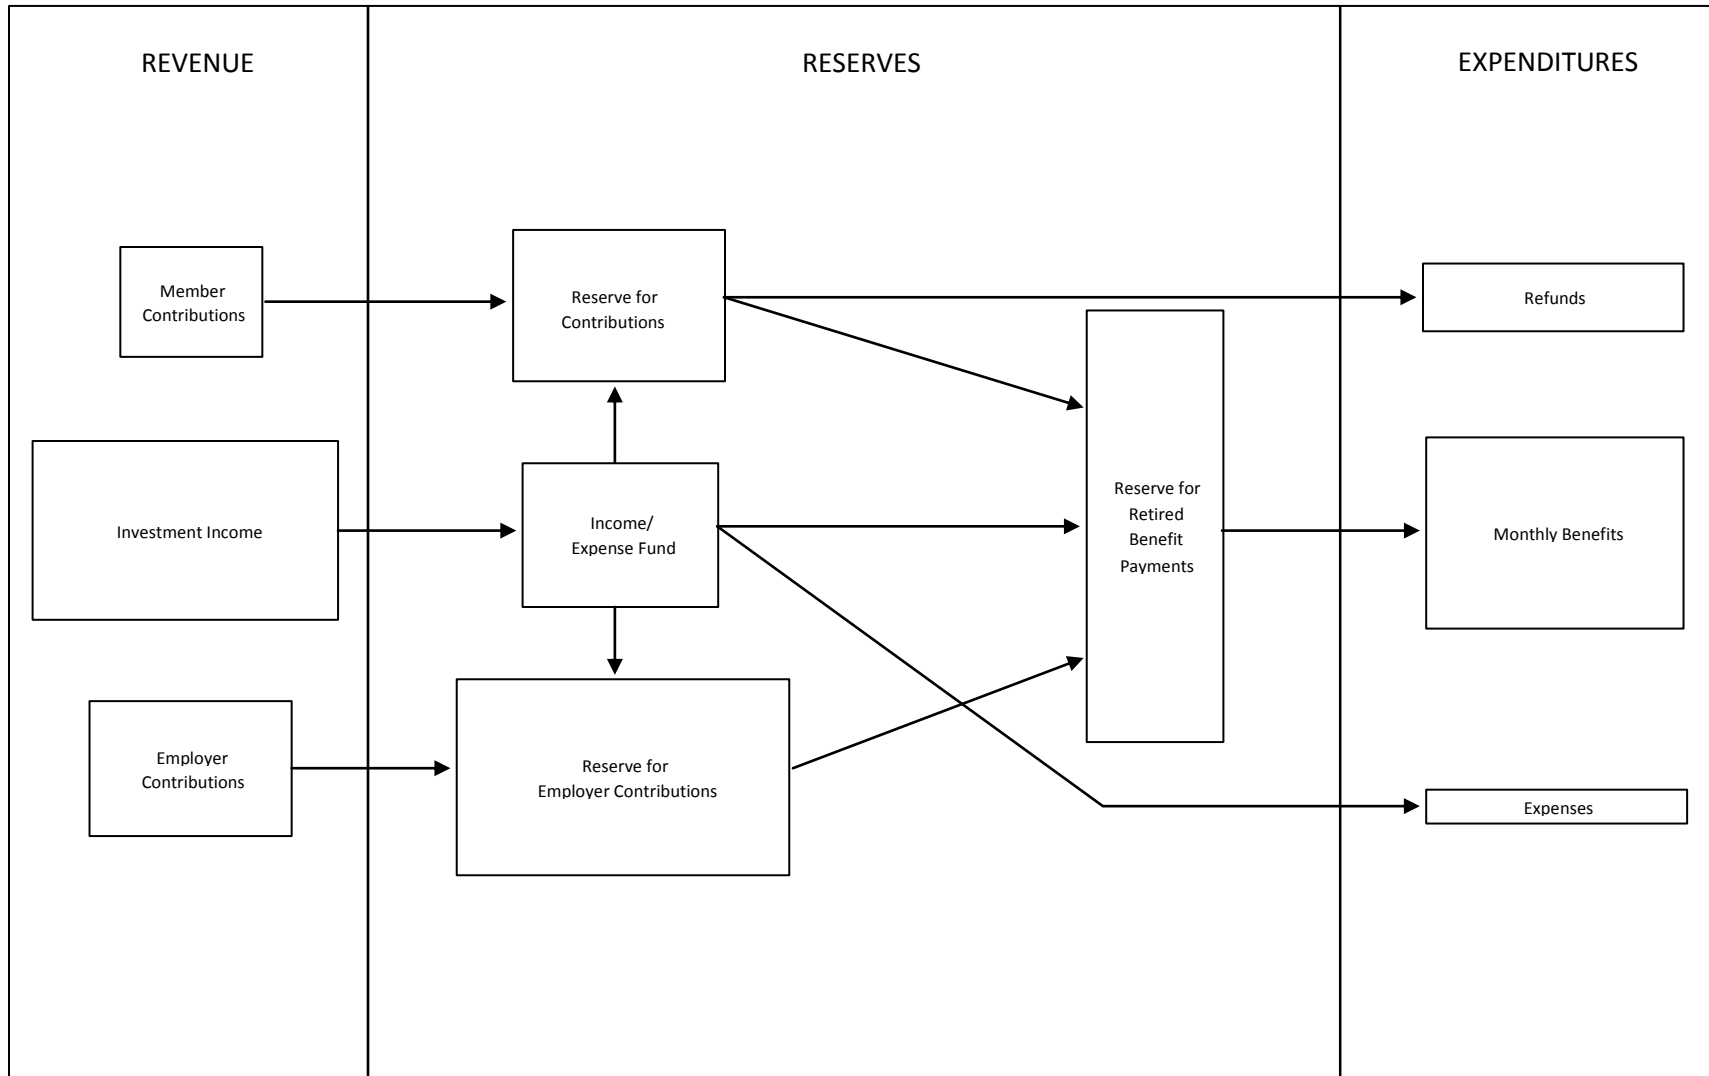 REVENUE
RESERVES
EXPENDITURES
Member
Contributions
Reserve for
Contributions
Refunds
Investment Income
Income/
Expense Fund
Reserve for
Retired
Benefit
Payments
Monthly Benefits
Employer
Contributions
Reserve for
Employer Contributions
Expenses